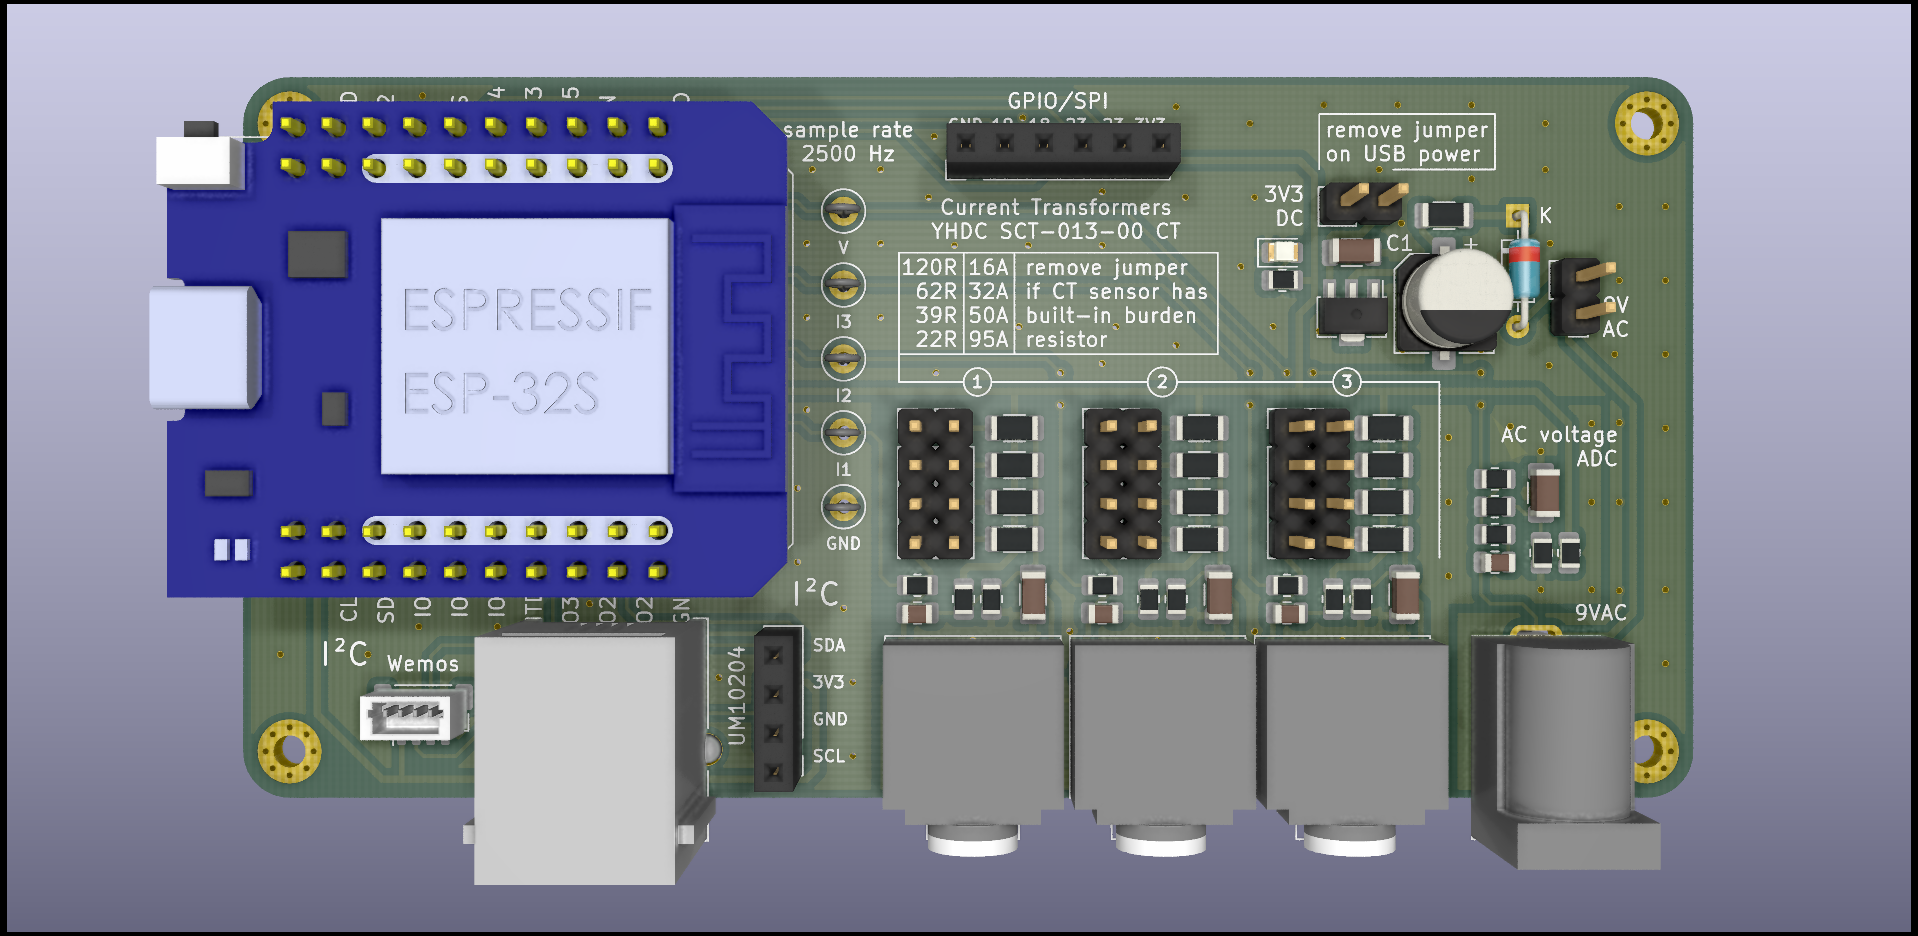 GPIO/SPI
sample rate
2500 Hz
remove jumper
on USB power
3V3
DC
K
C1
+
9V
AC
Current Transformers
YHDC SCT-013-00 CT
120R 16A remove jumper
62R 32A if CT sensor has
39R 50A built-in burden
22R 95A resistor
1 2 3
V
I3
I2
I1
GND
ESPRESSIF
ESP-32S
AC voltage
ADC
9VAC
I²C
I²C
Wemos
UM10204
SDA
3V3
GND
SCL